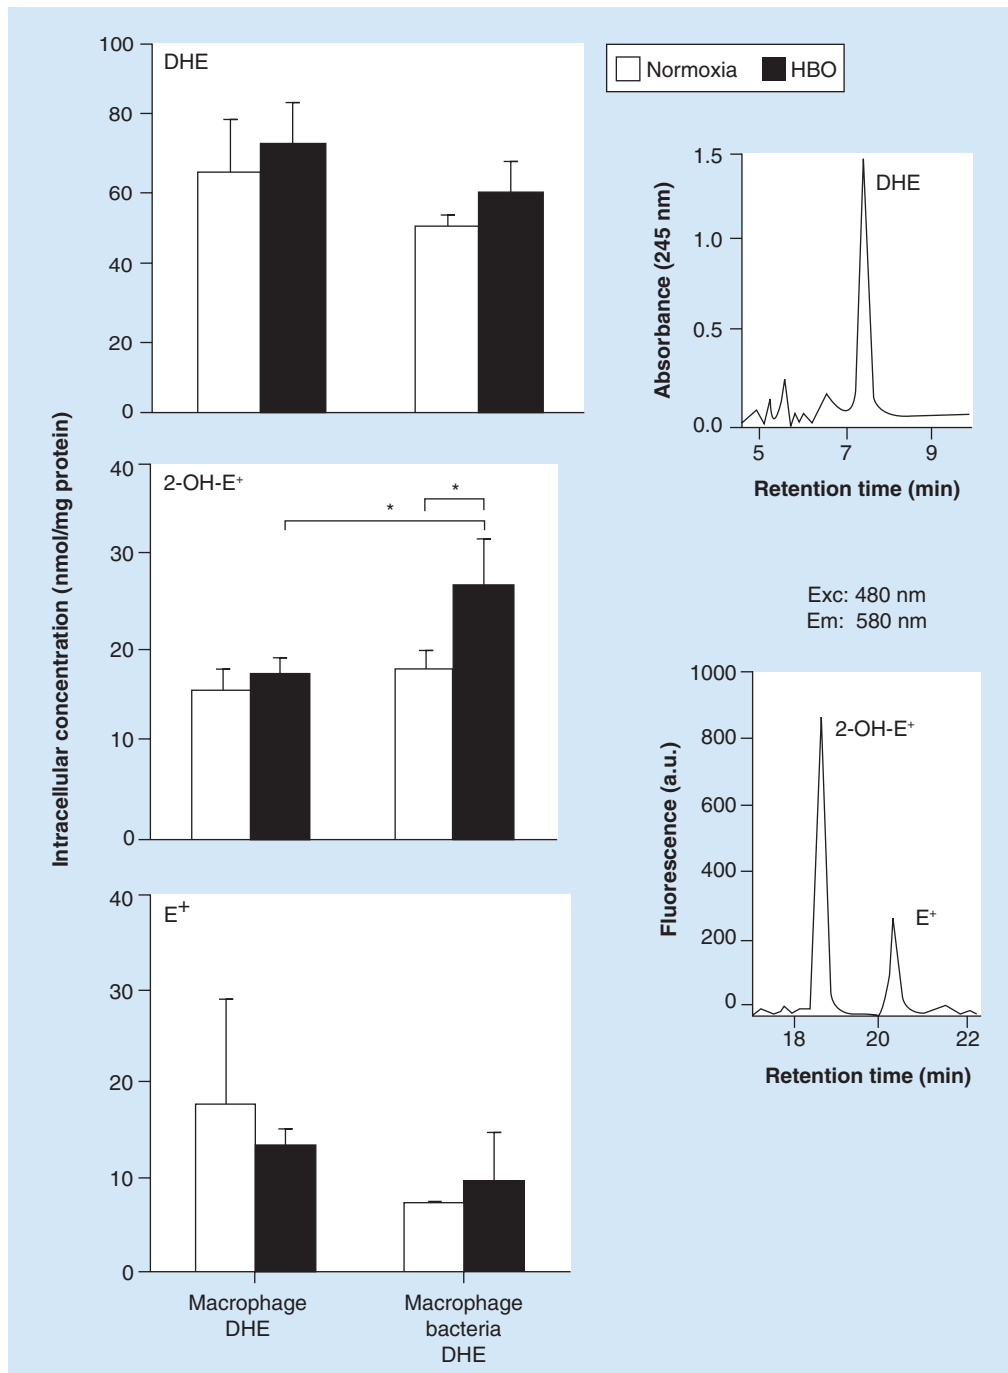 DHE
100
80
60
40
20
0
Normoxia
HBO
Intracellular concentration (nmol/mg protein)
2-OH-E⁺
*
*
40
30
20
10
0
E⁺
40
30
20
10
0
Macrophage
DHE
Macrophage
bacteria
DHE
Absorbance (245 nm)
1.5
1.0
0.5
0.0
DHE
5 7 9
Retention time (min)
Exc: 480 nm
Em: 580 nm
Fluorescence (a.u.)
1000
800
600
400
200
0
2-OH-E⁺
E⁺
18 20 22
Retention time (min)